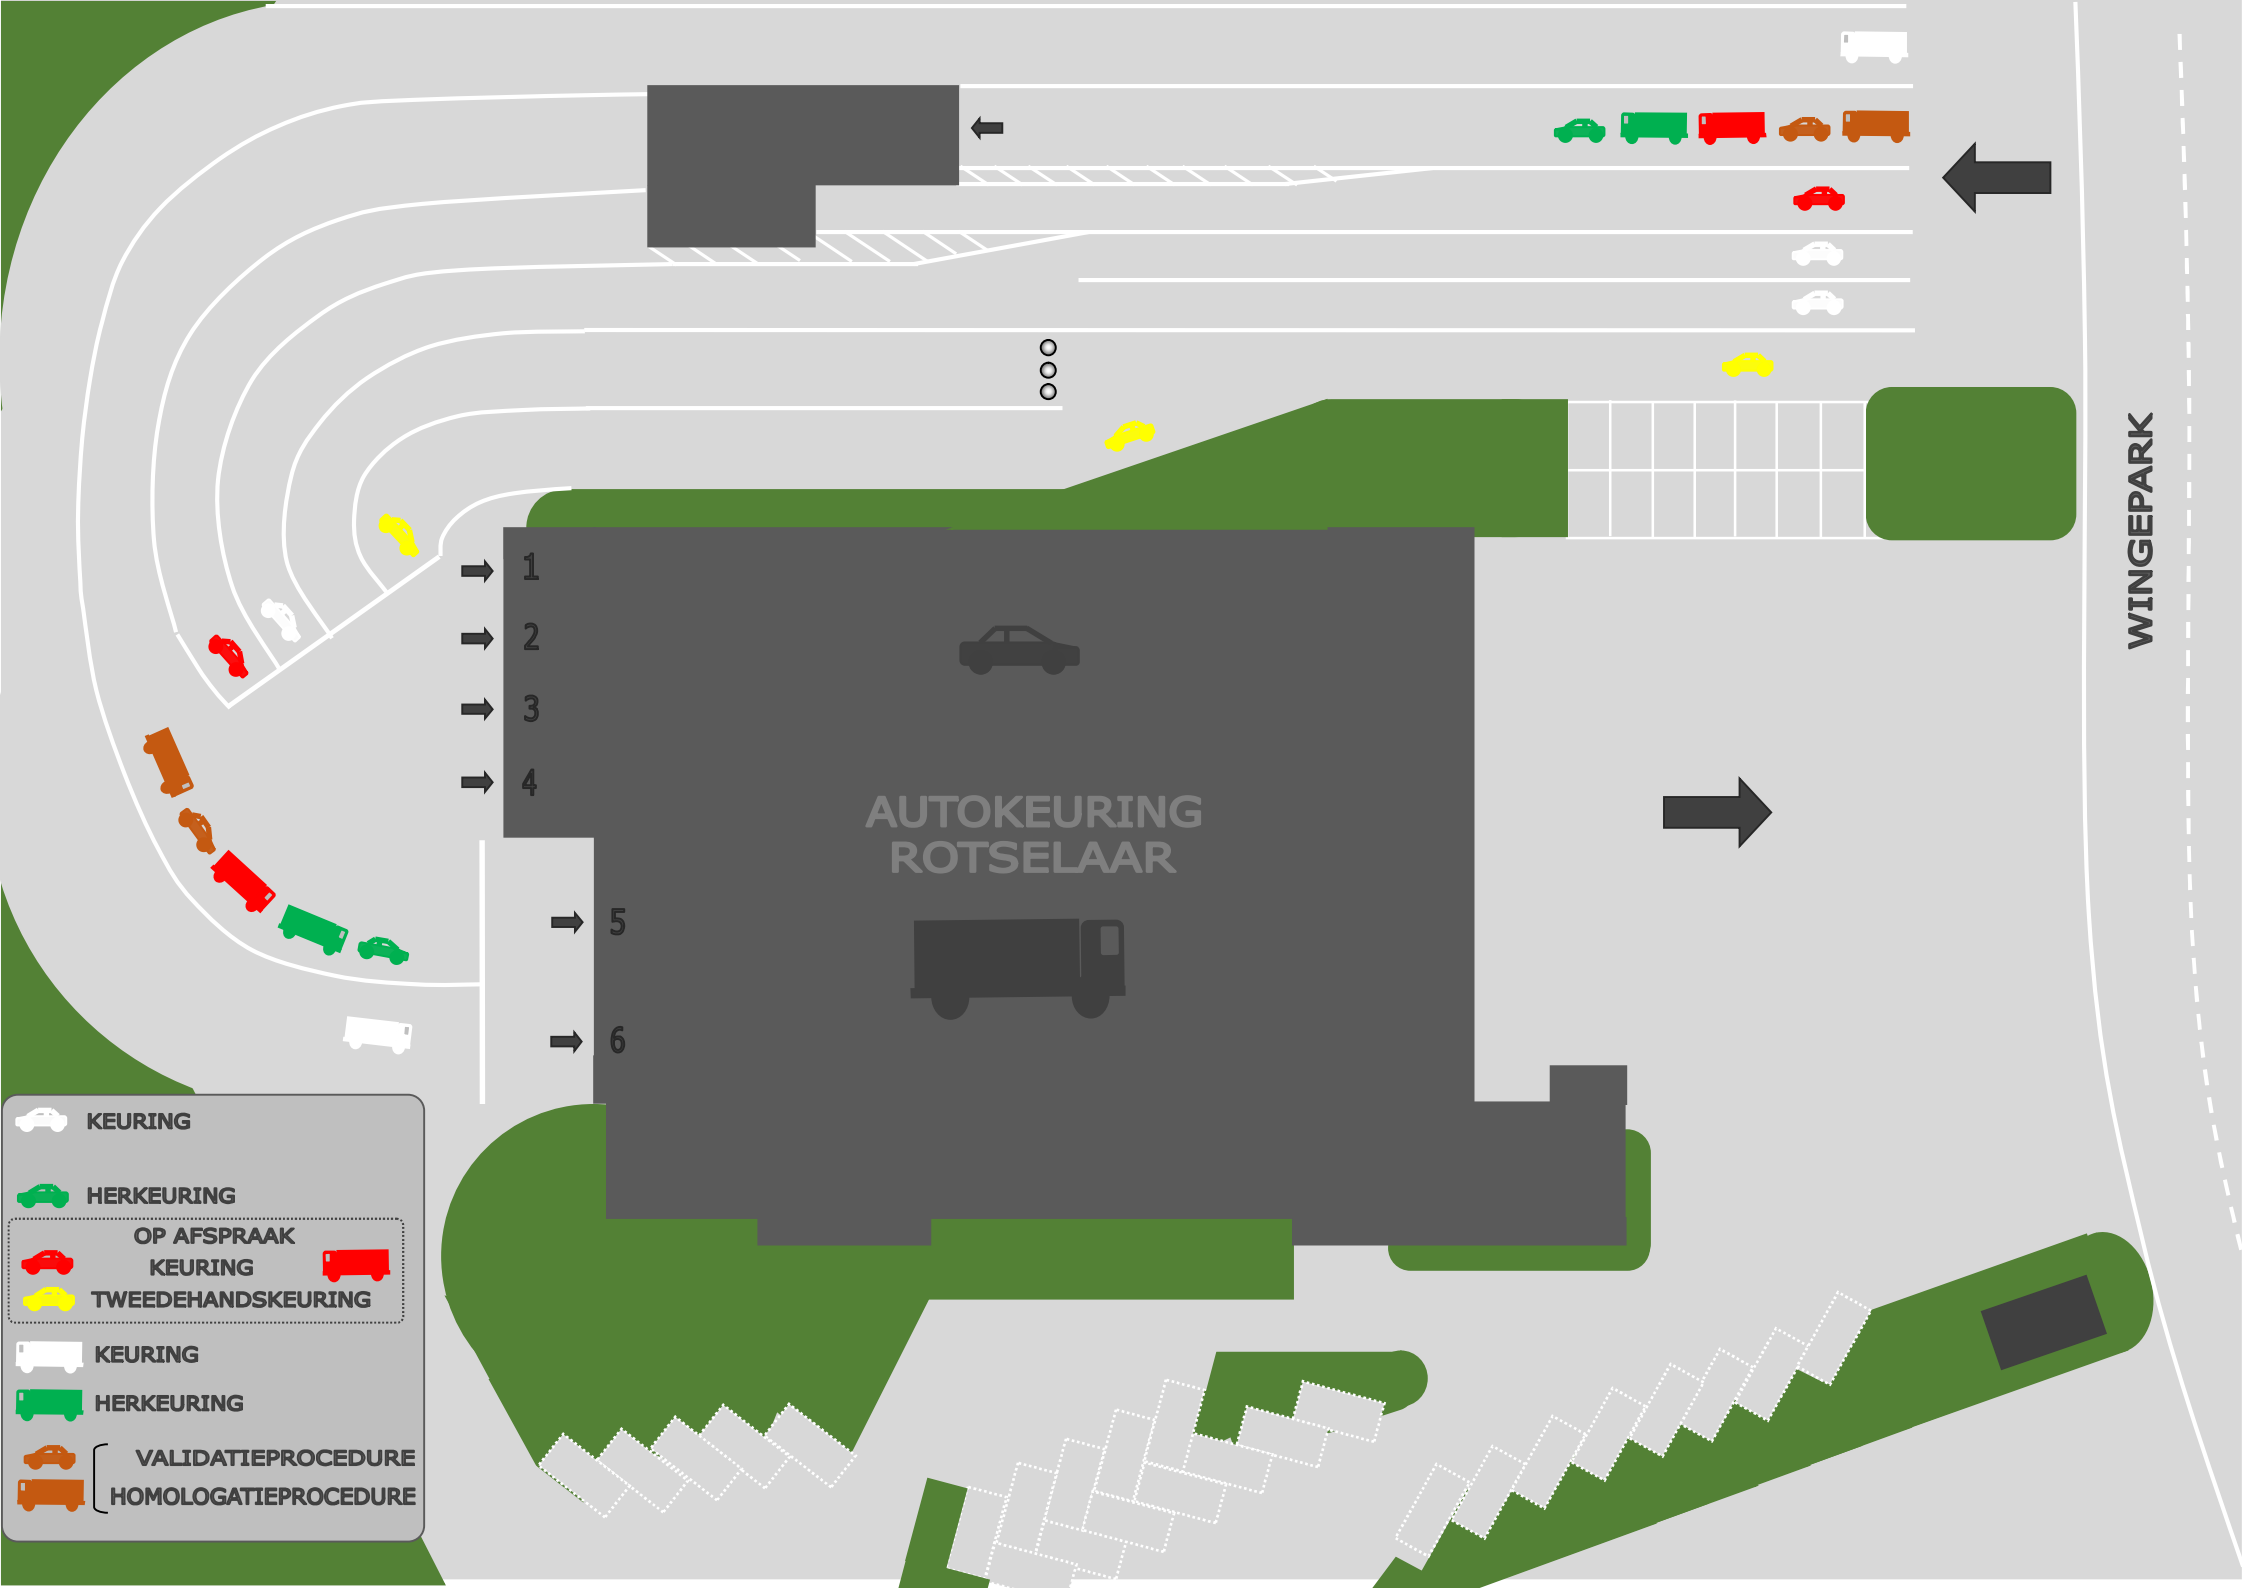 WINGEPARK
1
2
3
4
AUTOKEURING
ROTSELAAR
5
6
KEURING
HERKEURING
OP AFSPRAAK
KEURING
TWEEDEHANDSKEURING
KEURING
HERKEURING
VALIDATIEPROCEDURE
HOMOLOGATIEPROCEDURE